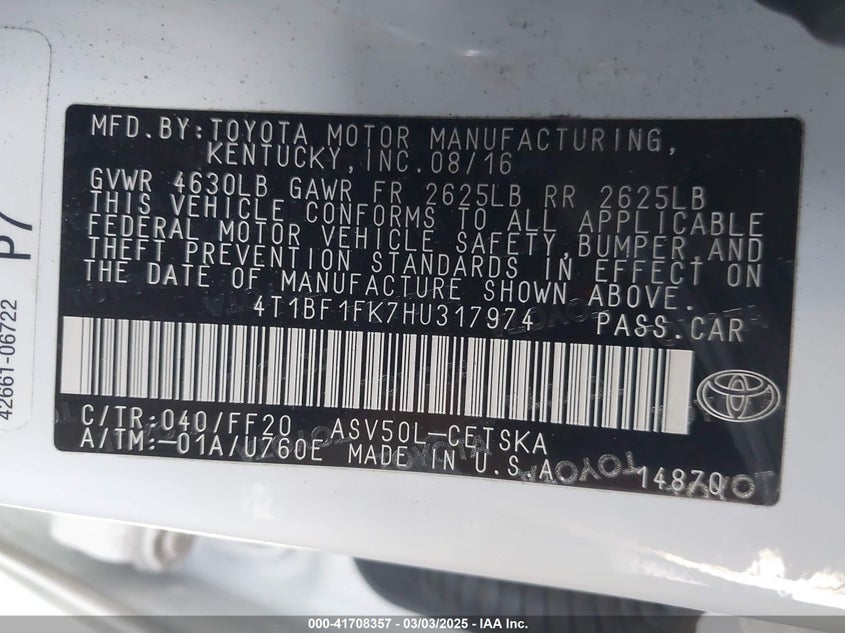 MFD.BY:TOYOTA MOTOR MANUFACTURING,
KENTUCKY,INC.08/16
GVWR 4630LB GAWR FR 2625LB RR 2625LB
THIS VEHICLE CONFORMS TO ALL APPLICABLE
FEDERAL MOTOR VEHICLE SAFETY,BUMPER,AND
THEFT PREVENTION STANDARDS IN EFFECT ON
THE DATE OF MANUFACTURE SHOWN ABOVE.
4T1BF1FK7HU317974 PASS.CAR
C/TR:040/FF20 ASV50L-CETSKA
A/TM:-01A/U760E MADE IN U.S.A.
14870
TOYOTA
42661-06722
P7
000-41708357 - 03/03/2025 - IAA Inc.